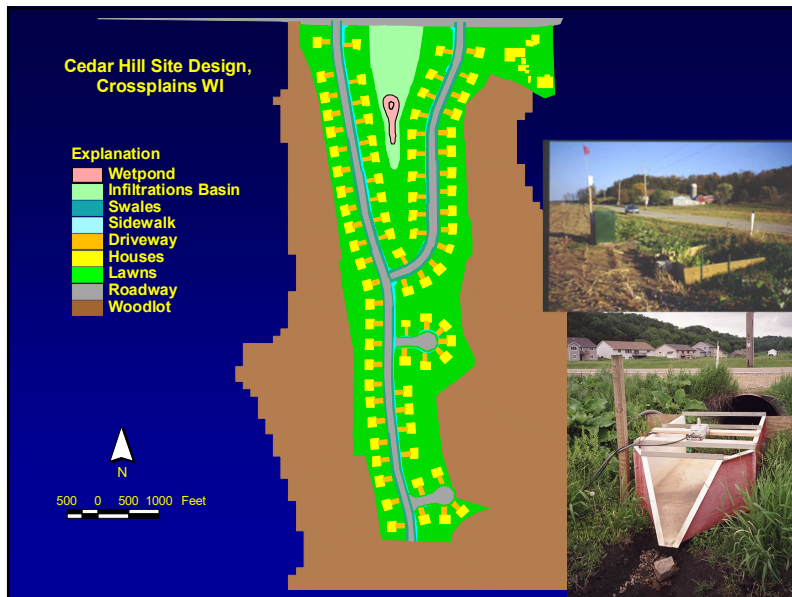 Cedar Hill Site Design,
Crossplains WI
Explanation
Wetpond
Infiltrations Basin
Swales
Sidewalk
Driveway
Houses
Lawns
Roadway
Woodlot
N
500 0 500 1000 Feet